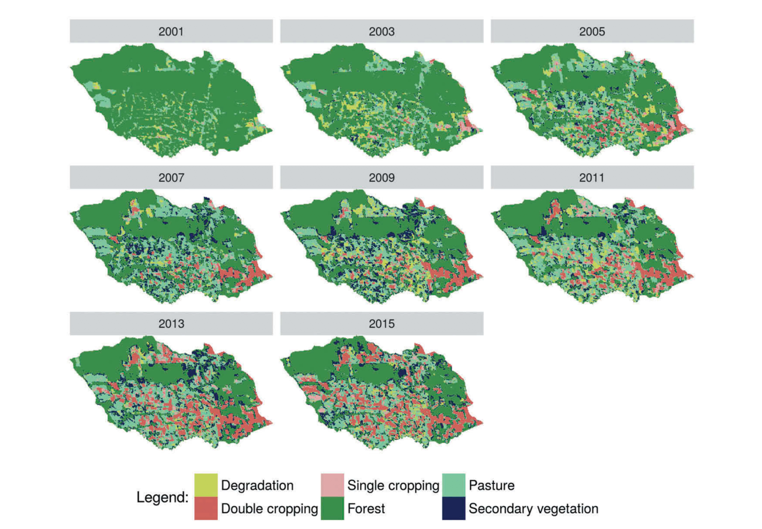 2001 2003 2005
2007 2009 2011
2013 2015
Legend: Degradation Single cropping Pasture
Double cropping Forest Secondary vegetation